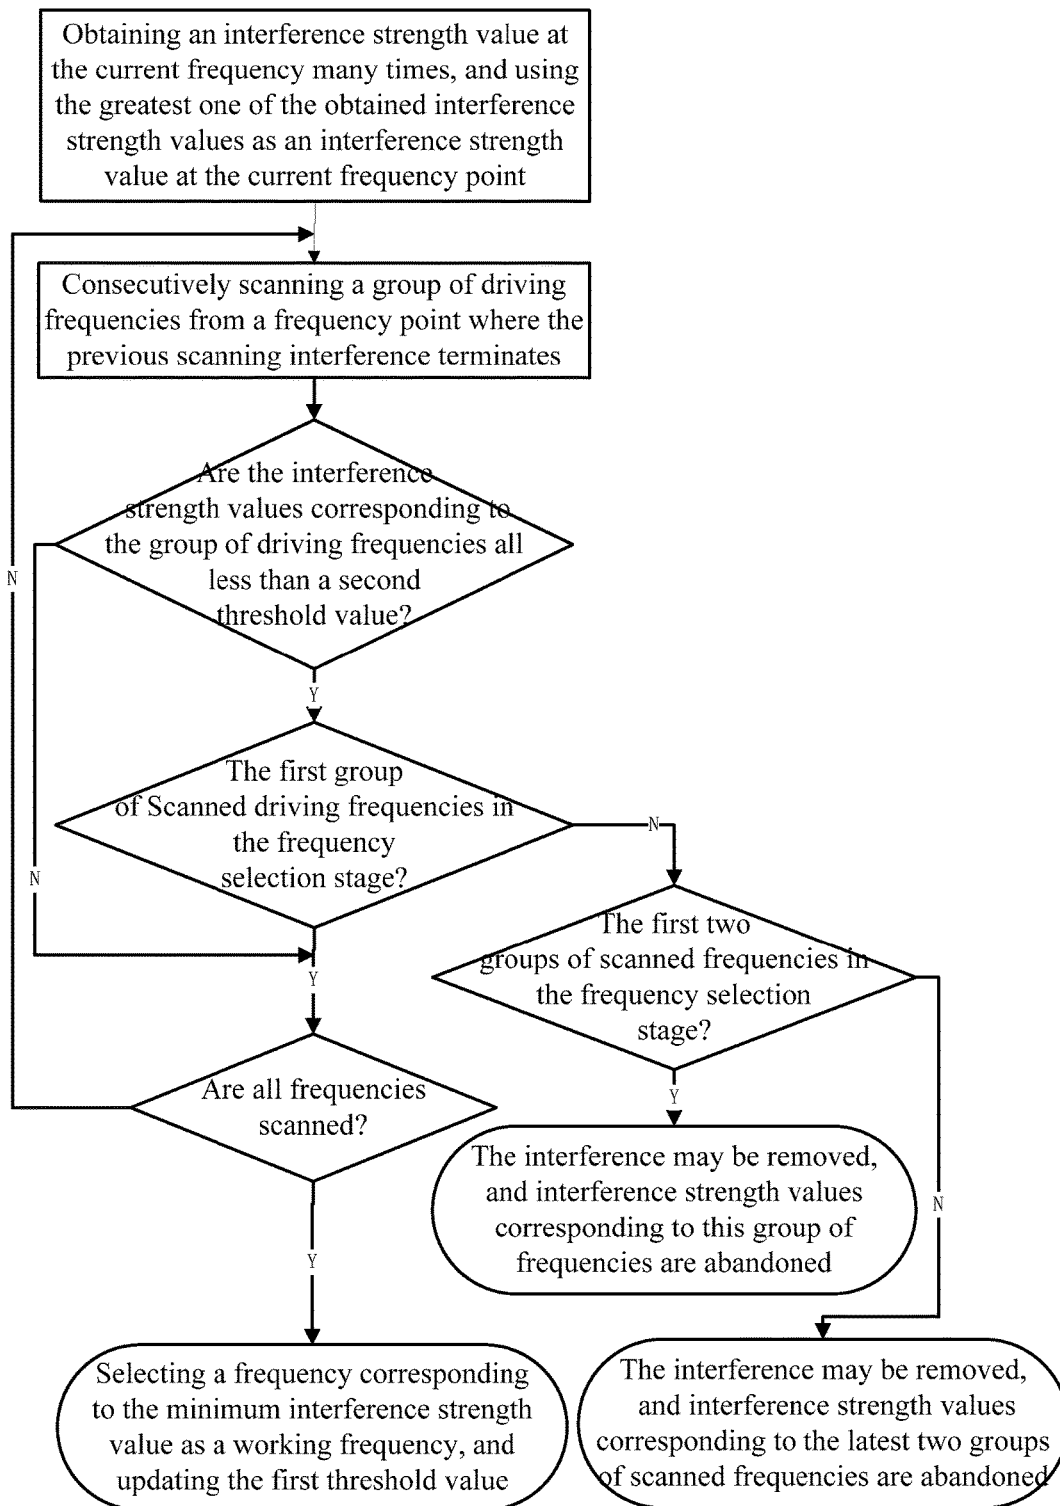 Obtaining an interference strength value at
the current frequency many times, and using
the greatest one of the obtained interference
strength values as an interference strength
value at the current frequency point
Consecutively scanning a group of driving
frequencies from a frequency point where the
previous scanning interference terminates
Are the interference
strength values corresponding to
the group of driving frequencies all
less than a second
threshold value?
N
Y
The first group
of Scanned driving frequencies in
the frequency
selection stage?
N
N
Y
The first two
groups of scanned frequencies in
the frequency selection
stage?
Are all frequencies
scanned?
Y
The interference may be removed,
and interference strength values
corresponding to this group of
frequencies are abandoned
N
Y
Selecting a frequency corresponding
to the minimum interference strength
value as a working frequency, and
updating the first threshold value
The interference may be removed,
and interference strength values
corresponding to the latest two groups
of scanned frequencies are abandoned